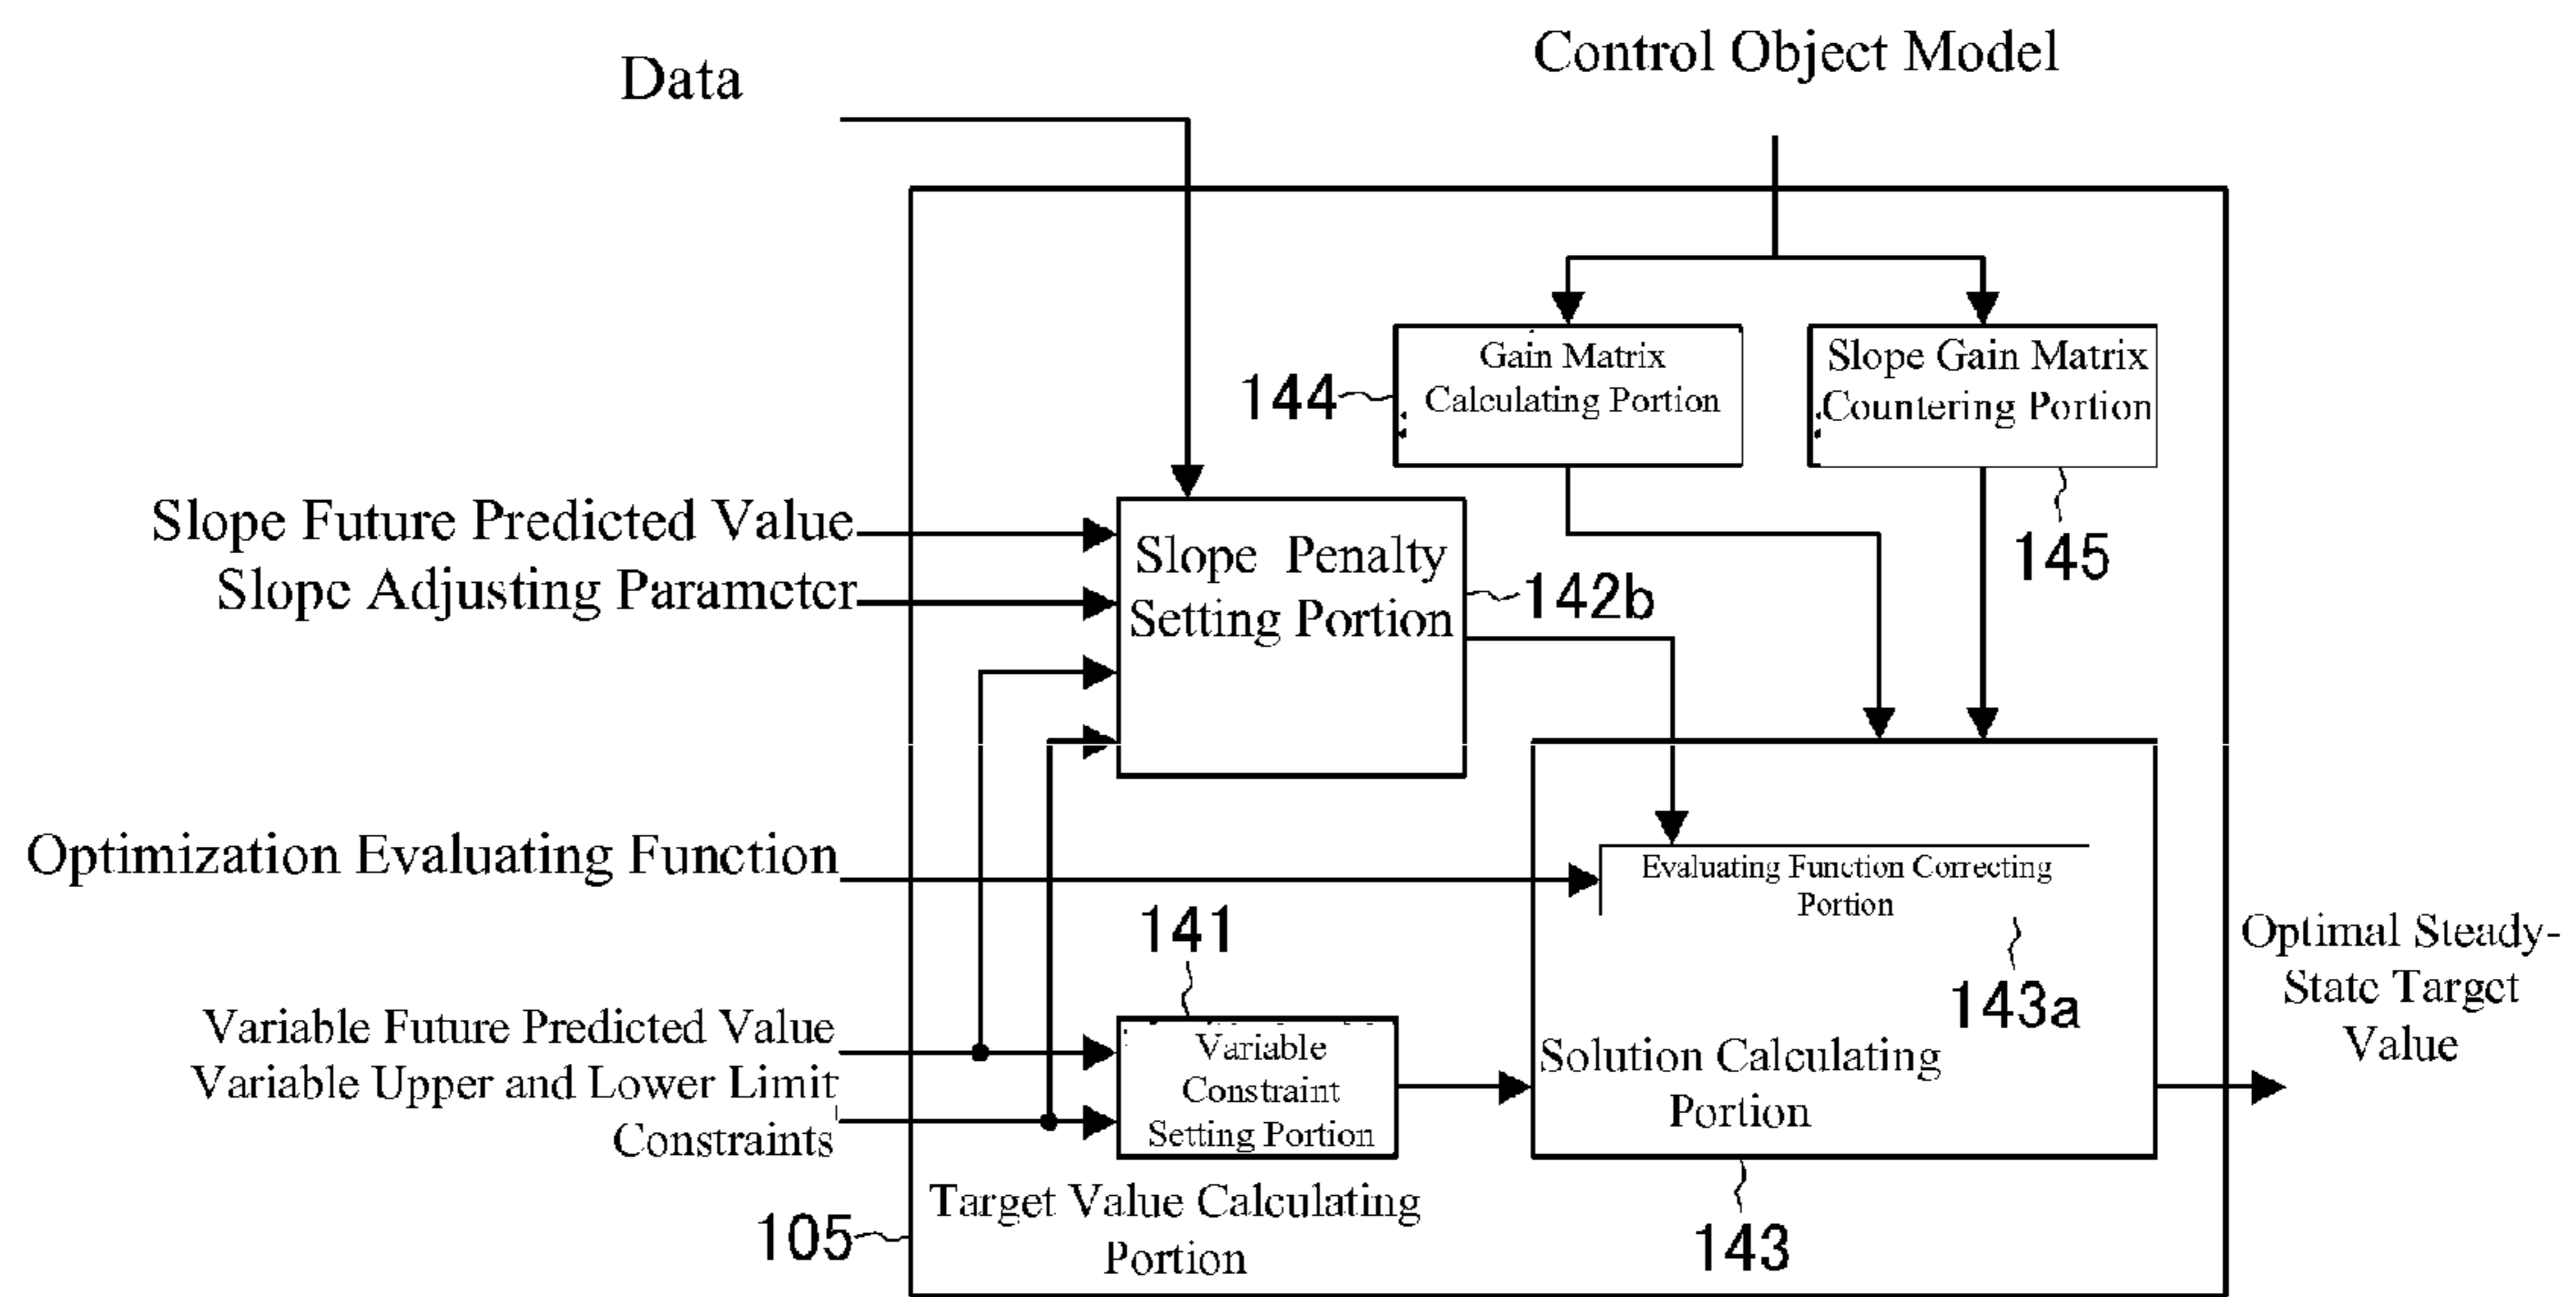 Data
Control Object Model
Gain Matrix
Calculating Portion
144
Slope Gain Matrix
Countering Portion
145
Slope Future Predicted Value
Slope Adjusting Parameter
Slope Penalty
Setting Portion
142b
Optimization Evaluating Function
Evaluating Function Correcting
Portion
143a
141
Variable Future Predicted Value
Variable Upper and Lower Limit
Constraints
Variable
Constraint
Setting Portion
Solution Calculating
Portion
143
Optimal Steady-
State Target
Value
Target Value Calculating
Portion
105